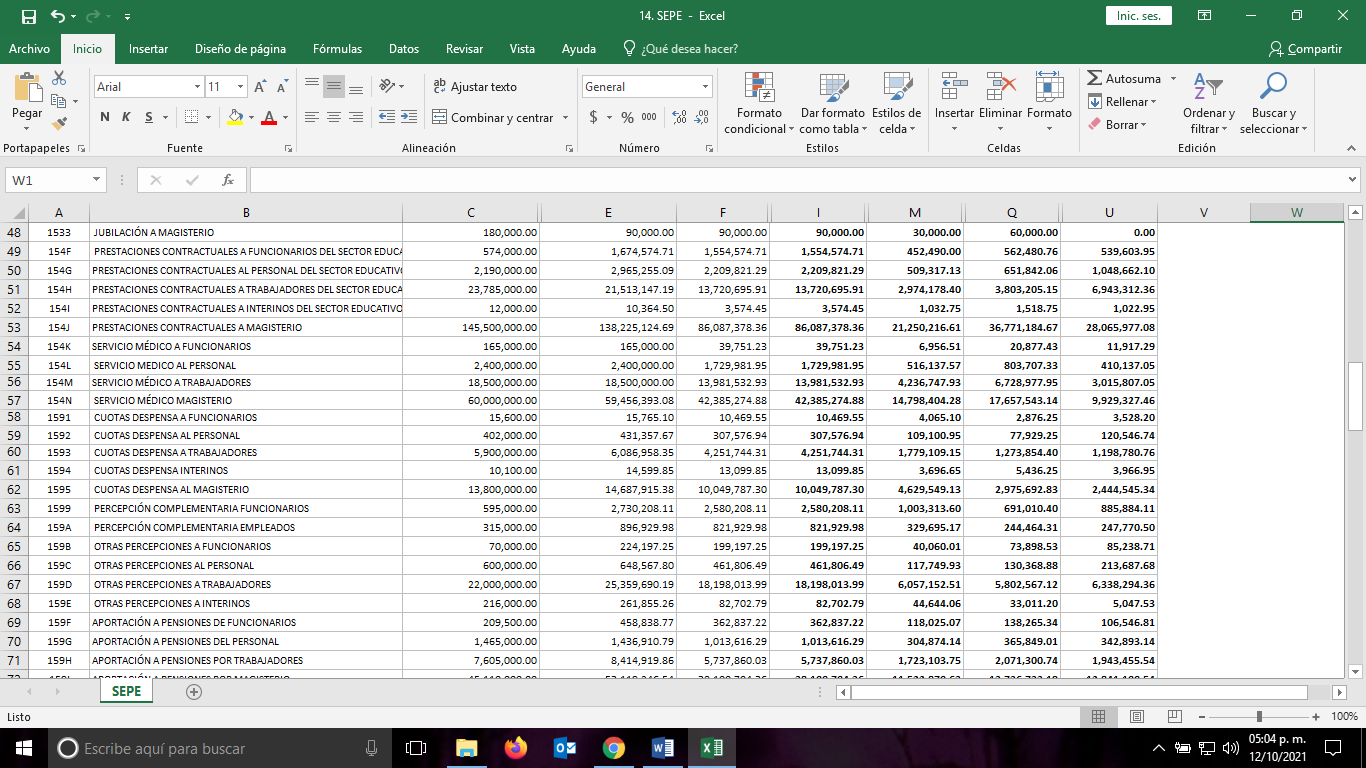 14. SEPE - Excel
Inic. ses.
Archivo Inicio Insertar Diseño de página Fórmulas Datos Revisar Vista Ayuda ¿Qué desea hacer? Compartir
Pegar
Portapapeles
Arial 11
N K S
Fuente
Ajustar texto
Combinar y centrar
Alineación
General
$ % 000
Número
Formato condicional
Dar formato como tabla
Estilos de celda
Estilos
Insertar Eliminar Formato
Celdas
Autosuma
Rellenar
Borrar
Ordenar y filtrar
Buscar y seleccionar
Edición
W1 fx
A B C E F I M Q U V W
48 1533 JUBILACIÓN A MAGISTERIO 180,000.00 90,000.00 90,000.00 90,000.00 30,000.00 60,000.00 0.00
49 154F PRESTACIONES CONTRACTUALES A FUNCIONARIOS DEL SECTOR EDUCA 574,000.00 1,674,574.71 1,554,574.71 1,554,574.71 452,490.00 562,480.76 539,603.95
50 154G PRESTACIONES CONTRACTUALES AL PERSONAL DEL SECTOR EDUCATIV 2,190,000.00 2,965,255.09 2,209,821.29 2,209,821.29 509,317.13 651,842.06 1,048,662.10
51 154H PRESTACIONES CONTRACTUALES A TRABAJADORES DEL SECTOR EDUCA 23,785,000.00 21,513,147.19 13,720,695.91 13,720,695.91 2,974,178.40 3,803,205.15 6,943,312.36
52 154I PRESTACIONES CONTRACTUALES A INTERINOS DEL SECTOR EDUCATIVO 12,000.00 10,364.50 3,574.45 3,574.45 1,032.75 1,518.75 1,022.95
53 154J PRESTACIONES CONTRACTUALES A MAGISTERIO 145,500,000.00 138,225,124.69 86,087,378.36 86,087,378.36 21,250,216.61 36,771,184.67 28,065,977.08
54 154K SERVICIO MÉDICO A FUNCIONARIOS 165,000.00 165,000.00 39,751.23 39,751.23 6,956.51 20,877.43 11,917.29
55 154L SERVICIO MEDICO AL PERSONAL 2,400,000.00 2,400,000.00 1,729,981.95 1,729,981.95 516,137.57 803,707.33 410,137.05
56 154M SERVICIO MÉDICO A TRABAJADORES 18,500,000.00 18,500,000.00 13,981,532.93 13,981,532.93 4,236,747.93 6,728,977.95 3,015,807.05
57 154N SERVICIO MÉDICO MAGISTERIO 60,000,000.00 59,456,393.08 42,385,274.88 42,385,274.88 14,798,404.28 17,657,543.14 9,929,327.46
58 1591 CUOTAS DESPENSA A FUNCIONARIOS 15,600.00 15,765.10 10,469.55 10,469.55 4,065.10 2,876.25 3,528.20
59 1592 CUOTAS DESPENSA AL PERSONAL 402,000.00 431,357.67 307,576.94 307,576.94 109,100.95 77,929.25 120,546.74
60 1593 CUOTAS DESPENSA A TRABAJADORES 5,900,000.00 6,086,958.35 4,251,744.31 4,251,744.31 1,779,109.15 1,273,854.40 1,198,780.76
61 1594 CUOTAS DESPENSA INTERINOS 10,100.00 14,599.85 13,099.85 13,099.85 3,696.65 5,436.25 3,966.95
62 1595 CUOTAS DESPENSA AL MAGISTERIO 13,800,000.00 14,687,915.38 10,049,787.30 10,049,787.30 4,629,549.13 2,975,692.83 2,444,545.34
63 1599 PERCEPCIÓN COMPLEMENTARIA FUNCIONARIOS 595,000.00 2,730,208.11 2,580,208.11 2,580,208.11 1,003,313.60 691,010.40 885,884.11
64 159A PERCEPCIÓN COMPLEMENTARIA EMPLEADOS 315,000.00 896,929.98 821,929.98 821,929.98 329,695.17 244,464.31 247,770.50
65 159B OTRAS PERCEPCIONES A FUNCIONARIOS 70,000.00 224,197.25 199,197.25 199,197.25 40,060.01 73,898.53 85,238.71
66 159C OTRAS PERCEPCIONES AL PERSONAL 600,000.00 648,567.80 461,806.49 461,806.49 117,749.93 130,368.88 213,687.68
67 159D OTRAS PERCEPCIONES A TRABAJADORES 22,000,000.00 25,359,690.19 18,198,013.99 18,198,013.99 6,057,152.51 5,802,567.12 6,338,294.36
68 159E OTRAS PERCEPCIONES A INTERINOS 216,000.00 261,855.26 82,702.79 82,702.79 44,644.06 33,011.20 5,047.53
69 159F APORTACIÓN A PENSIONES DE FUNCIONARIOS 209,500.00 458,838.77 362,837.22 362,837.22 118,025.07 138,265.34 106,546.81
70 159G APORTACIÓN A PENSIONES DEL PERSONAL 1,465,000.00 1,436,910.79 1,013,616.29 1,013,616.29 304,874.14 365,849.01 342,893.14
71 159H APORTACIÓN A PENSIONES POR TRABAJADORES 7,605,000.00 8,414,919.86 5,737,860.03 5,737,860.03 1,723,103.75 2,071,300.74 1,943,455.54
SEPE
Listo 100%
Escribe aquí para buscar
05:04 p. m.
12/10/2021